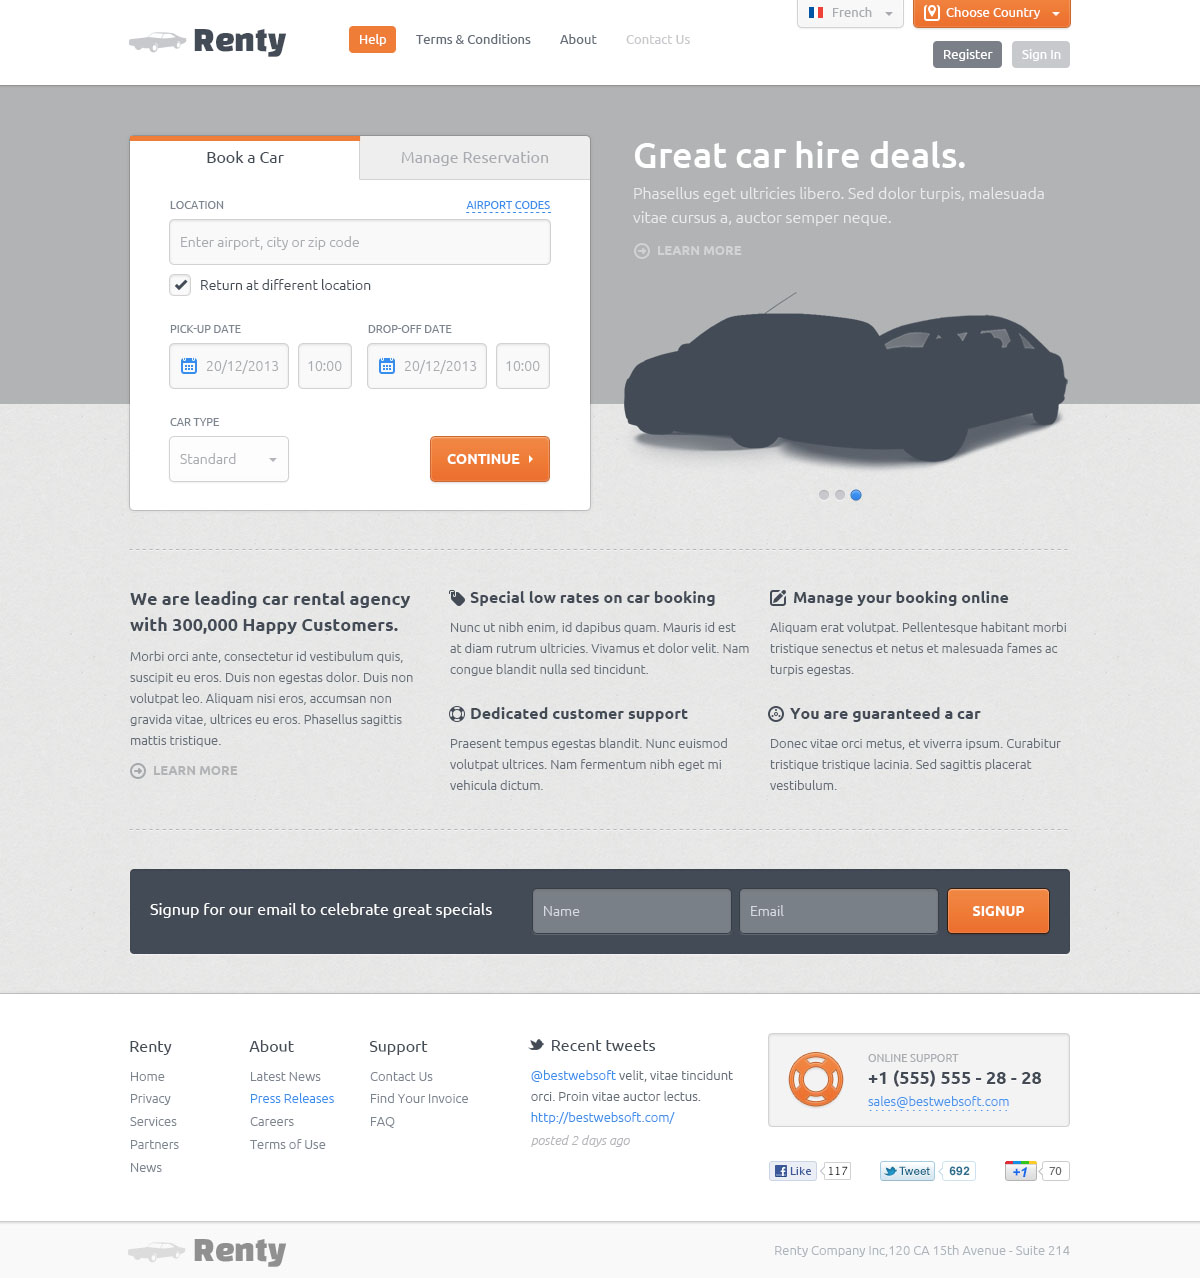 French
Choose Country
Renty
Help
Terms & Conditions
About
Contact Us
Register
Sign In
Book a Car
Manage Reservation
LOCATION
AIRPORT CODES
Enter airport, city or zip code
Return at different location
PICK-UP DATE
DROP-OFF DATE
20/12/2013
10:00
20/12/2013
10:00
CAR TYPE
Standard
CONTINUE
Great car hire deals.
Phasellus eget ultricies libero. Sed dolor turpis, malesuada
vitae cursus a, auctor semper neque.
LEARN MORE
We are leading car rental agency
with 300,000 Happy Customers.
Morbi orci ante, consectetur id vestibulum quis,
suscipit eu eros. Duis non egestas dolor. Duis non
volutpat leo. Aliquam nisi eros, accumsan non
gravida vitae, ultrices eu eros. Phasellus sagittis
mattis tristique.
LEARN MORE
Special low rates on car booking
Nunc ut nibh enim, id dapibus quam. Mauris id est
at diam rutrum ultricies. Vivamus et dolor velit. Nam
congue blandit nulla sed tincidunt.
Manage your booking online
Aliquam erat volutpat. Pellentesque habitant morbi
tristique senectus et netus et malesuada fames ac
turpis egestas.
Dedicated customer support
Praesent tempus egestas blandit. Nunc euismod
volutpat ultrices. Nam fermentum nibh eget mi
vehicula dictum.
You are guaranteed a car
Donec vitae orci metus, et viverra ipsum. Curabitur
tristique tristique lacinia. Sed sagittis placerat
vestibulum.
Signup for our email to celebrate great specials
Name
Email
SIGNUP
Renty
Home
Privacy
Services
Partners
News
About
Latest News
Press Releases
Careers
Terms of Use
Support
Contact Us
Find Your Invoice
FAQ
Recent tweets
@bestwebsoft velit, vitae tincidunt
orci. Proin vitae auctor lectus.
http://bestwebsoft.com/
posted 2 days ago
ONLINE SUPPORT
+1 (555) 555 - 28 - 28
sales@bestwebsoft.com
Like
117
Tweet
692
+1
70
Renty
Renty Company Inc,120 CA 15th Avenue - Suite 214